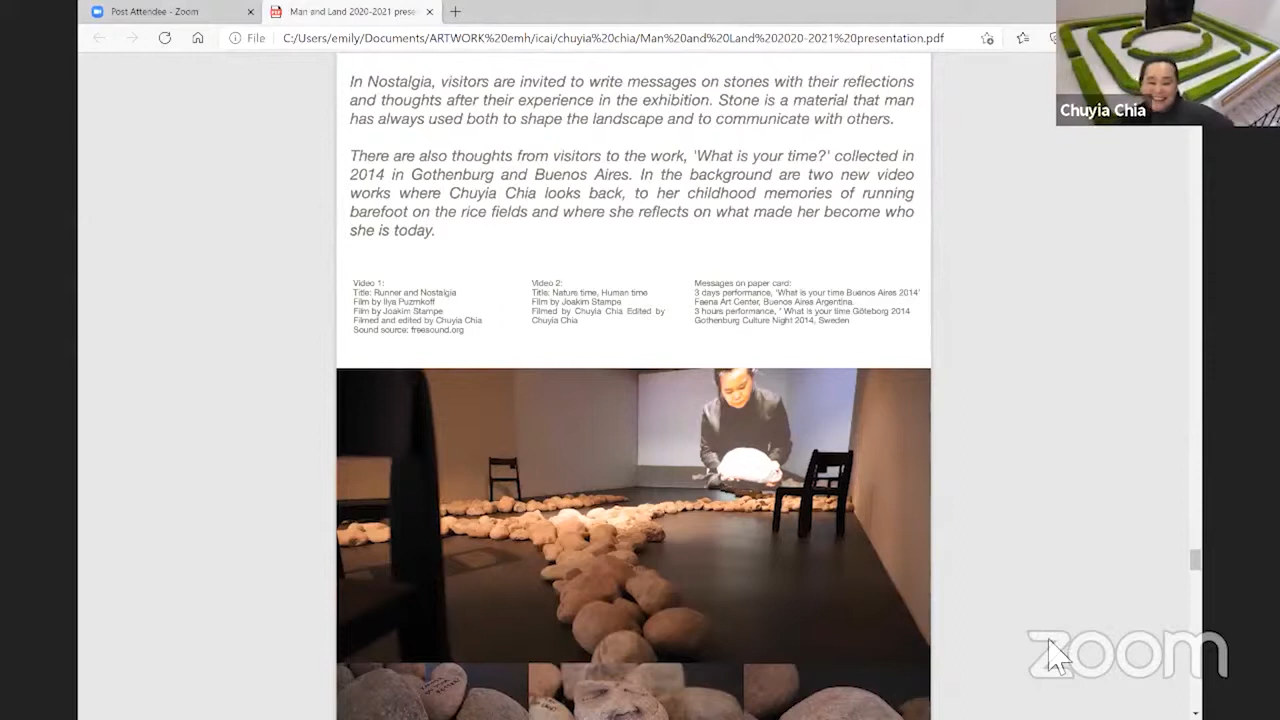 Post Attendee - Zoom
Man and Land 2020-2021 prese
File
C:/Users/emily/Documents/ARTWORK%20emh/icai/chuyia%20chia/Man%20and%20Land%202020-2021%20presentation.pdf
Chuyia Chia
In Nostalgia, visitors are invited to write messages on stones with their reflections
and thoughts after their experience in the exhibition. Stone is a material that man
has always used both to shape the landscape and to communicate with others.
There are also thoughts from visitors to the work, 'What is your time?' collected in
2014 in Gothenburg and Buenos Aires. In the background are two new video
works where Chuyia Chia looks back, to her childhood memories of running
barefoot on the rice fields and where she reflects on what made her become who
she is today.
Video 1:
Title: Runner and Nostalgia
Film by Ilya Puzmkoff
Film by Joakim Stampe
Filmed and edited by Chuyia Chia
Sound source: freesound.org
Video 2:
Title: Nature time, Human time
Film by Joakim Stampe
Filmed by Chuyia Chia Edited by
Chuyia Chia
Messages on paper card:
3 days performance, 'What is your time Buenos Aires 2014'
Faena Art Center, Buenos Aires Argentina.
3 hours performance, ' What is your time Göteborg 2014
Gothenburg Culture Night 2014, Sweden
zoom